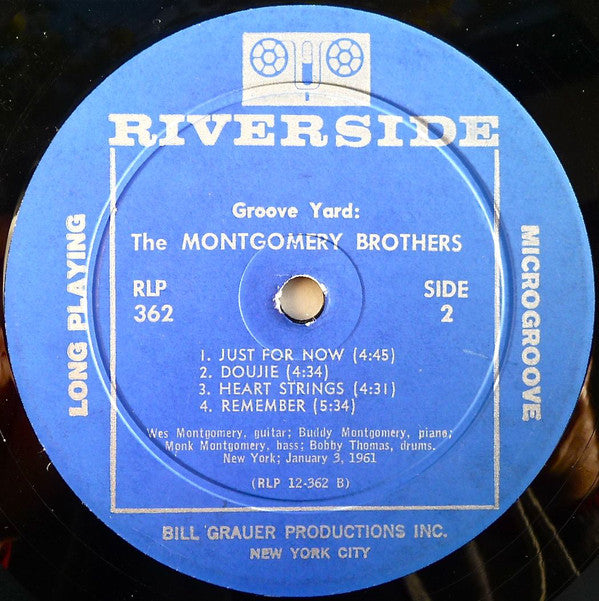 RIVERSIDE
Groove Yard:
The MONTGOMERY BROTHERS
RLP
362
SIDE
2
LONG PLAYING
MICROGROOVE
1. JUST FOR NOW (4:45)
2. DOUJIE (4:34)
3. HEART STRINGS (4:31)
4. REMEMBER (5:34)
Wes Montgomery, guitar; Buddy Montgomery, piano;
Monk Montgomery, bass; Bobby Thomas, drums.
New York; January 3, 1961
(RLP 12-362 B)
BILL GRAUER PRODUCTIONS INC.
NEW YORK CITY